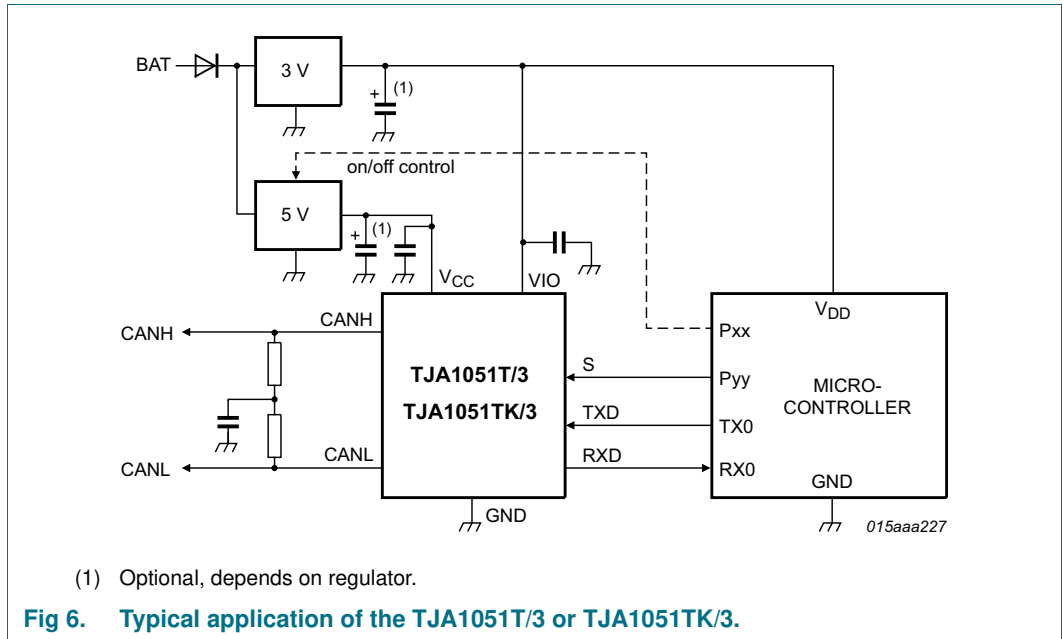 BAT
3 V
+ (1)
on/off control
5 V
+ (1)
VCC
VIO
VDD
CANH
CANH
Pxx
TJA1051T/3
S
Pyy
MICRO-
CONTROLLER
TJA1051TK/3
TXD
TX0
CANL
CANL
RXD
RX0
GND
GND
015aaa227
(1) Optional, depends on regulator.
Fig 6. Typical application of the TJA1051T/3 or TJA1051TK/3.